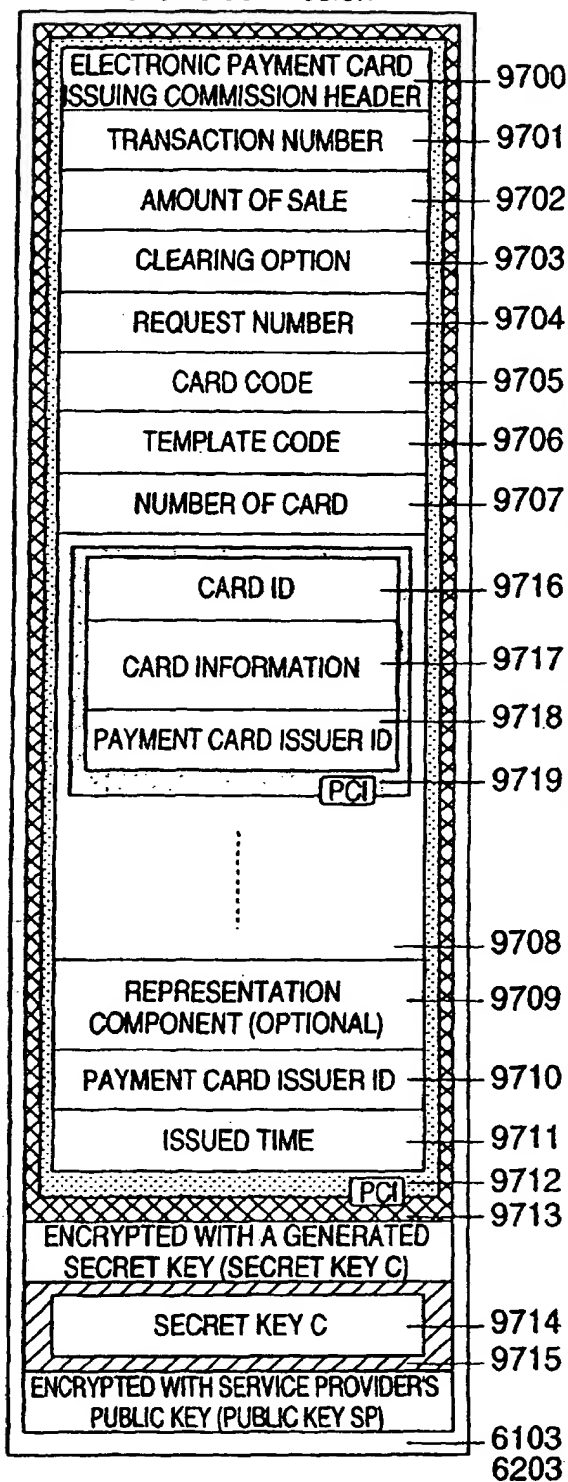 ELECTRONIC PAYMENT CARD
ISSUING COMMISSION HEADER
9700
TRANSACTION NUMBER
9701
AMOUNT OF SALE
9702
CLEARING OPTION
9703
REQUEST NUMBER
9704
CARD CODE
9705
TEMPLATE CODE
9706
NUMBER OF CARD
9707
CARD ID
9716
CARD INFORMATION
9717
PAYMENT CARD ISSUER ID
9718
PCI
9719
9708
REPRESENTATION
COMPONENT (OPTIONAL)
9709
PAYMENT CARD ISSUER ID
9710
ISSUED TIME
9711
PCI
9712
9713
ENCRYPTED WITH A GENERATED
SECRET KEY (SECRET KEY C)
SECRET KEY C
9714
9715
ENCRYPTED WITH SERVICE PROVIDER'S
PUBLIC KEY (PUBLIC KEY SP)
6103
6203